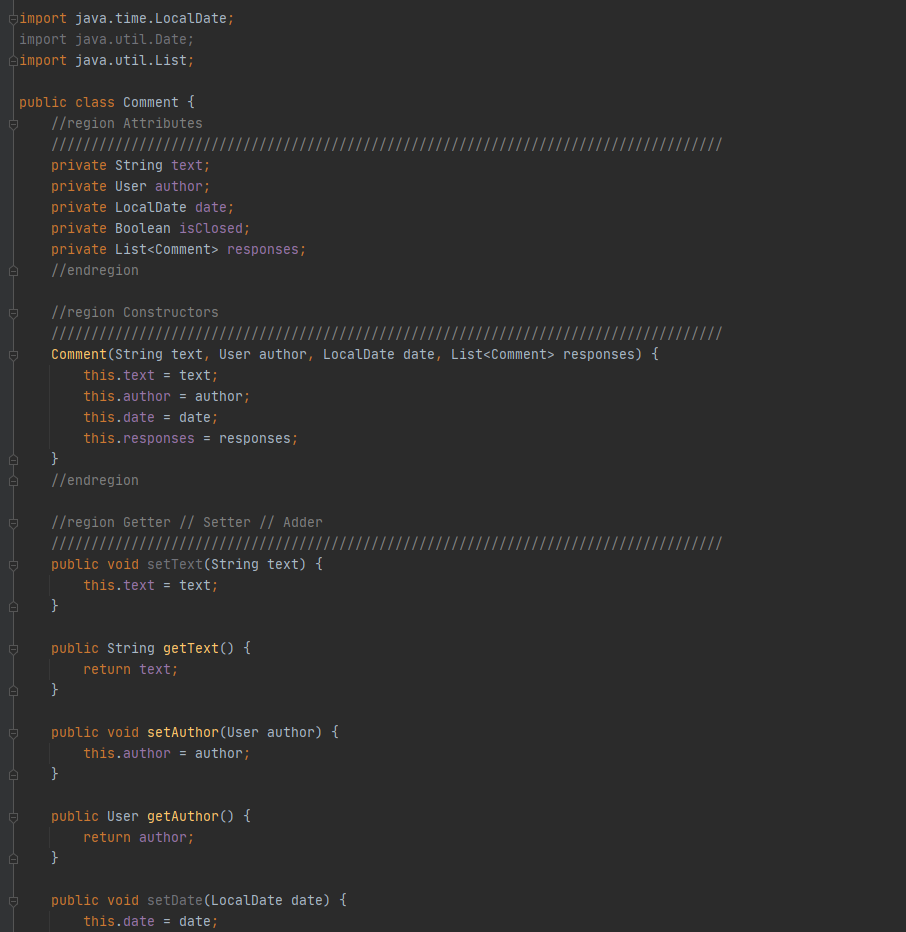 import java.time.LocalDate;
import java.util.Date;
import java.util.List;

public class Comment {
    //region Attributes
    ////////////////////////////////////////////////////////////////////////////////////
    private String text;
    private User author;
    private LocalDate date;
    private Boolean isClosed;
    private List<Comment> responses;
    //endregion

    //region Constructors
    ////////////////////////////////////////////////////////////////////////////////////
    Comment(String text, User author, LocalDate date, List<Comment> responses) {
        this.text = text;
        this.author = author;
        this.date = date;
        this.responses = responses;
    }
    //endregion

    //region Getter // Setter // Adder
    ////////////////////////////////////////////////////////////////////////////////////
    public void setText(String text) {
        this.text = text;
    }

    public String getText() {
        return text;
    }

    public void setAuthor(User author) {
        this.author = author;
    }

    public User getAuthor() {
        return author;
    }

    public void setDate(LocalDate date) {
        this.date = date;